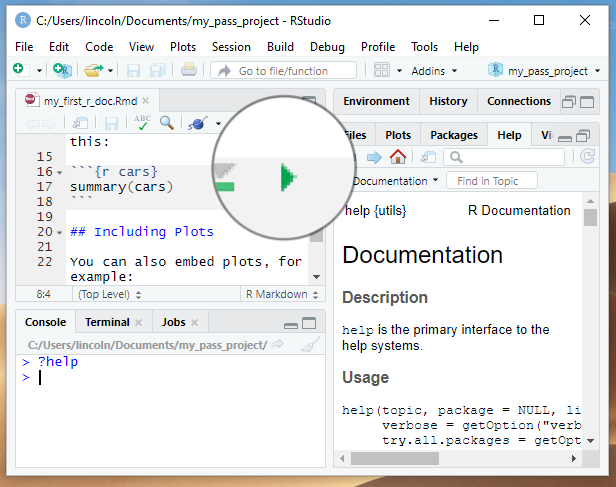 C:/Users/lincoln/Documents/my_pass_project - RStudio
File Edit Code View Plots Session Build Debug Profile Tools Help
Go to file/function Addins my_pass_project
my_first_r_doc.Rmd
ABC
this:
15
16 ```{r cars}
17 summary(cars)
18 ```
19
20 ## Including Plots
21
22 You can also embed plots, for
example:
8:4 (Top Level) R Markdown
Console Terminal Jobs
C:/Users/lincoln/Documents/my_pass_project/
> ?help
>
Environment History Connections
Files Plots Packages Help
Documentation Find in Topic
help {utils} R Documentation
Documentation
Description
help is the primary interface to the
help systems.
Usage
help(topic, package = NULL, li
verbose = getOption("verb
try.all.packages = getOpt